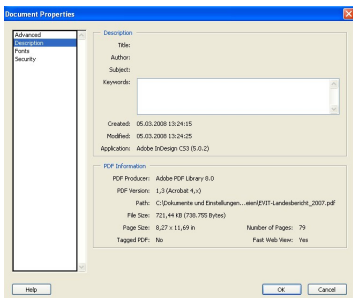 Document Properties
Advanced
Description
Fonts
Security
Description
Title:
Author:
Subject:
Keywords:
Created: 05.03.2008 13:24:15
Modified: 05.03.2008 13:24:25
Application: Adobe InDesign CS3 (5.0.2)
PDF Information
PDF Producer: Adobe PDF Library 8.0
PDF Version: 1,3 (Acrobat 4,x)
Path: C:\Dokumente und Einstellungen...eien\EVIT-Landesbericht_2007.pdf
File Size: 721,44 KB (738.755 Bytes)
Page Size: 8,27 x 11,69 in Number of Pages: 79
Tagged PDF: No Fast Web View: Yes
Help OK Cancel